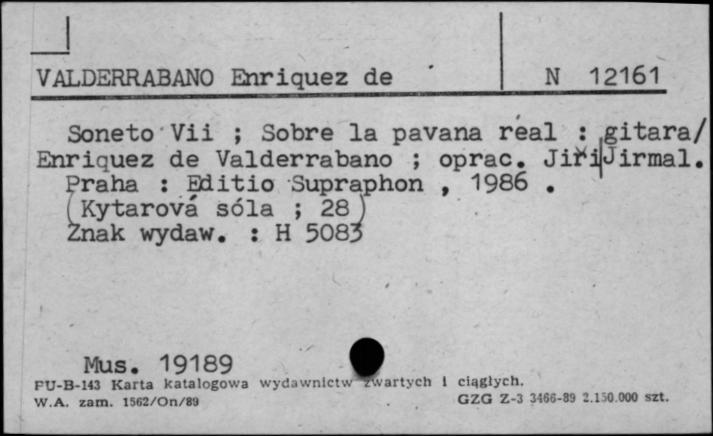 VALDERRABANO Enriquez de N 12161
Soneto Vii ; Sobre la pavana real : gitara/
Enriquez de Valderrabano ; oprac. Jiří Jirmal.
Praha : Editio Supraphon , 1986 .
(Kytarová sóla ; 28)
Znak wydaw. : H 5083
Mus. 19189
PU-B-143 Karta katalogowa wydawnictw zwartych i ciągłych.
W.A. zam. 1562/On/89 GZG Z-3 3466-89 2.150.000 szt.